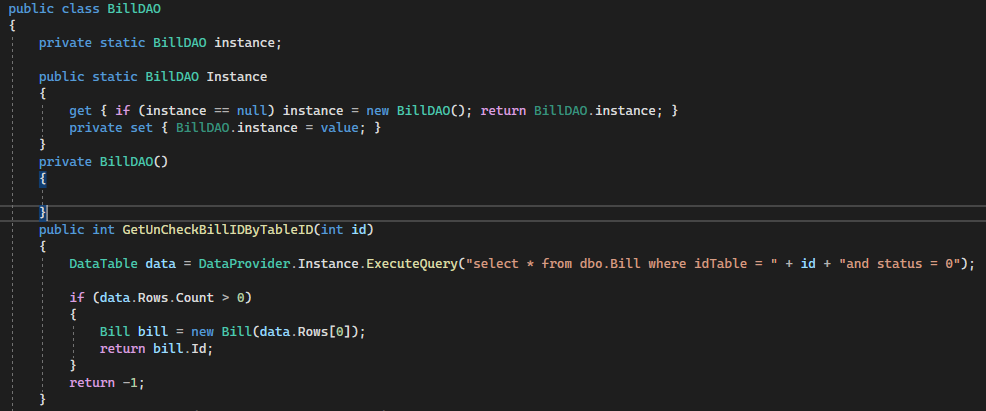 public class BillDAO
{
    private static BillDAO instance;

    public static BillDAO Instance
    {
        get { if (instance == null) instance = new BillDAO(); return BillDAO.instance; }
        private set { BillDAO.instance = value; }
    }
    private BillDAO()
    {

    }
    public int GetUnCheckBillIDByTableID(int id)
    {
        DataTable data = DataProvider.Instance.ExecuteQuery("select * from dbo.Bill where idTable = " + id + "and status = 0");

        if (data.Rows.Count > 0)
        {
            Bill bill = new Bill(data.Rows[0]);
            return bill.Id;
        }
        return -1;
    }